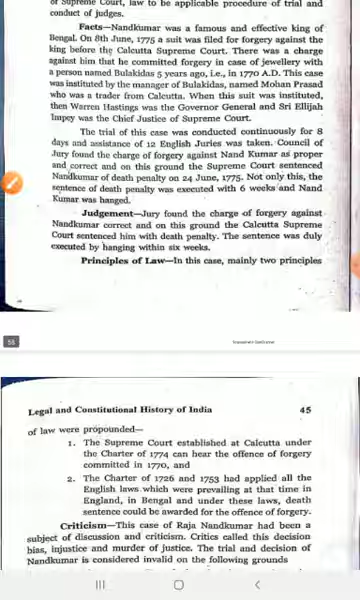 of Supreme Court, law to be applicable procedure of trial and
conduct of judges.
Facts—Nandkumar was a famous and effective king of
Bengal. On 8th June, 1775 a suit was filed for forgery against the
king before the Calcutta Supreme Court. There was a charge
against him that he committed forgery in case of jewellery with
a person named Bulakidas 5 years ago, i.e., in 1770 A.D. This case
was instituted by the manager of Bulakidas, named Mohan Prasad
who was a trader from Calcutta. When this suit was instituted,
then Warren Hastings was the Governor General and Sri Ellijah
Impey was the Chief Justice of Supreme Court.
The trial of this case was conducted continuously for 8
days and assistance of 12 English Juries was taken. Council of
Jury found the charge of forgery against Nand Kumar as proper
and correct and on this ground the Supreme Court sentenced
Nandkumar of death penalty on 24 June, 1775. Not only this, the
sentence of death penalty was executed with 6 weeks and Nand
Kumar was hanged.
Judgement—Jury found the charge of forgery against
Nandkumar correct and on this ground the Calcutta Supreme
Court sentenced him with death penalty. The sentence was duly
executed by hanging within six weeks.
Principles of Law—In this case, mainly two principles
55
Legal and Constitutional History of India 45
of law were propounded—
1. The Supreme Court established at Calcutta under
the Charter of 1774 can hear the offence of forgery
committed in 1770, and
2. The Charter of 1726 and 1753 had applied all the
English laws which were prevailing at that time in
England, in Bengal and under these laws, death
sentence could be awarded for the offence of forgery.
Criticism—This case of Raja Nandkumar had been a
subject of discussion and criticism. Critics called this decision
bias, injustice and murder of justice. The trial and decision of
Nandkumar is considered invalid on the following grounds